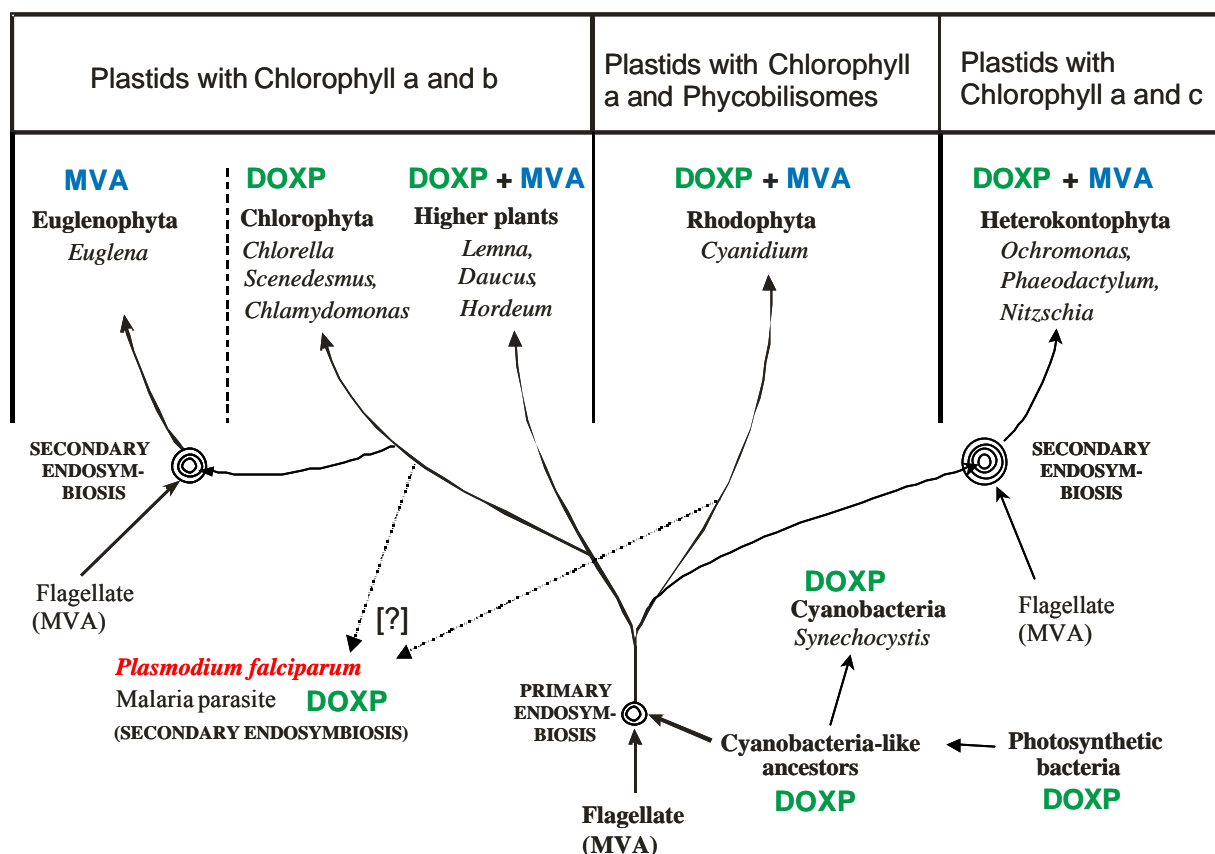 Plastids with Chlorophyll a and b
Plastids with Chlorophyll
a and Phycobilisomes
Plastids with
Chlorophyll a and c
MVA
Euglenophyta
Euglena
DOXP
Chlorophyta
Chlorella
Scenedesmus,
Chlamydomonas
DOXP + MVA
Higher plants
Lemna,
Daucus,
Hordeum
DOXP + MVA
Rhodophyta
Cyanidium
DOXP + MVA
Heterokontophyta
Ochromonas,
Phaeodactylum,
Nitzschia
SECONDARY
ENDOSYM-
BIOSIS
SECONDARY
ENDOSYM-
BIOSIS
Flagellate
(MVA)
[?]
DOXP
Cyanobacteria
Synechocystis
Flagellate
(MVA)
Plasmodium falciparum
Malaria parasite DOXP
(SECONDARY ENDOSYMBIOSIS)
PRIMARY
ENDOSYM-
BIOSIS
Cyanobacteria-like
ancestors
DOXP
Photosynthetic
bacteria
DOXP
Flagellate
(MVA)